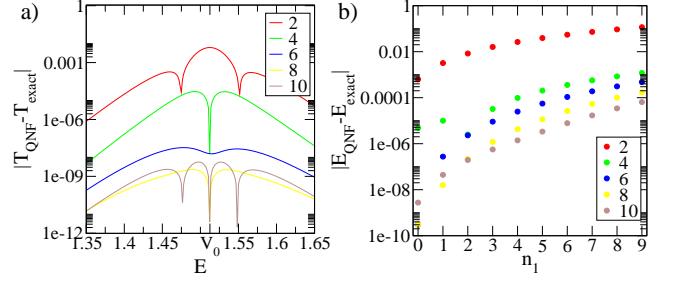 a)
|T_QNF-T_exact|
1
0.001
1e-06
1e-09
1e-12
1.35
1.4
1.45
V_0
1.55
1.6
1.65
E
2
4
6
8
10
b)
|E_QNF-E_exact|
1
0.01
0.0001
1e-06
1e-08
1e-10
0
1
2
3
4
5
6
7
8
9
n_1
2
4
6
8
10